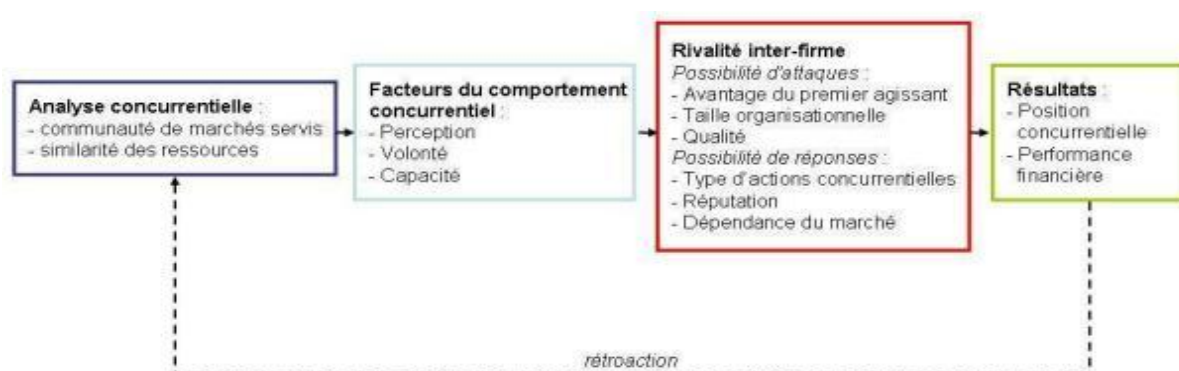 Analyse concurrentielle :
- communauté de marchés servis
- similarité des ressources
Facteurs du comportement
concurrentiel :
- Perception
- Volonté
- Capacité
Rivalité inter-firme
Possibilité d'attaques :
- Avantage du premier agissant
- Taille organisationnelle
- Qualité
Possibilité de réponses :
- Type d'actions concurrentielles
- Réputation
- Dépendance du marché
Résultats :
- Position
concurrentielle
- Performance
financière
rétroaction